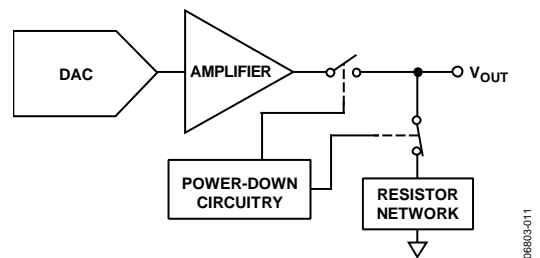 DAC
AMPLIFIER
VOUT
POWER-DOWN
CIRCUITRY
RESISTOR
NETWORK
06803-011